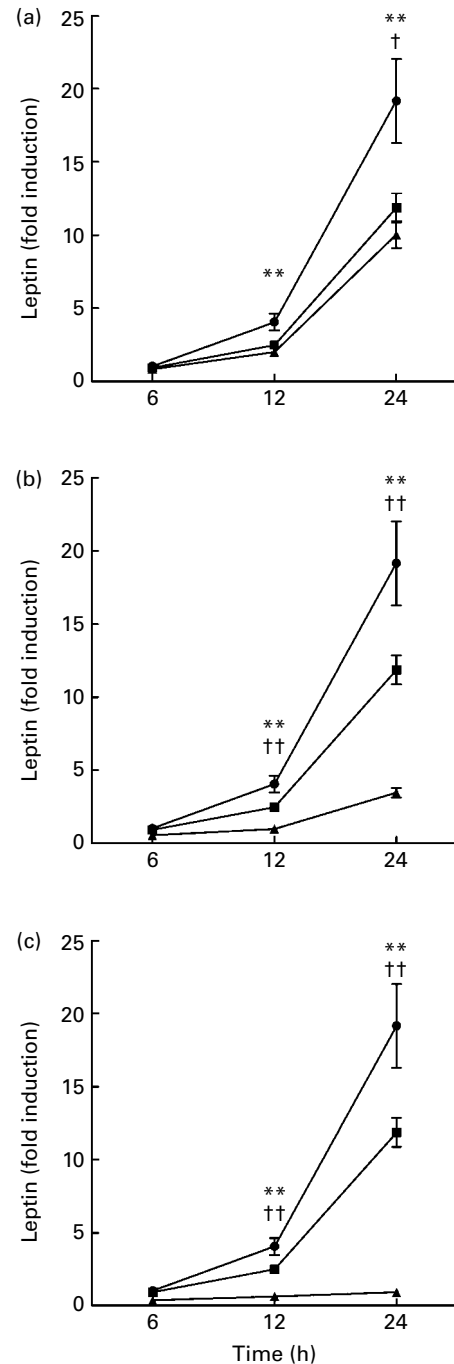 (a)
25
20
15
10
5
0
Leptin (fold induction)
**
**
†
6 12 24
(b)
25
20
15
10
5
0
Leptin (fold induction)
**
††
**
††
6 12 24
(c)
25
20
15
10
5
0
Leptin (fold induction)
**
††
**
††
6 12 24
Time (h)